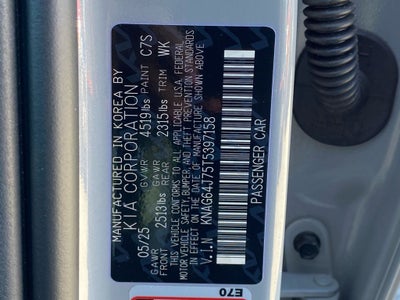 MANUFACTURED IN KOREA BY
KIA CORPORATION
05/25 GVWR 4519lbs PAINT C7S
GAWR FRONT 2513lbs GAWR REAR 2315lbs TRIM WK
THIS VEHICLE CONFORMS TO ALL APPLICABLE U.S.A. FEDERAL
MOTOR VEHICLE SAFETY, BUMPER, AND THEFT PREVENTION STANDARDS
IN EFFECT ON THE DATE OF MANUFACTURE SHOWN ABOVE.
V.I.N KNAG64J75T5397158
PASSENGER CAR
E70